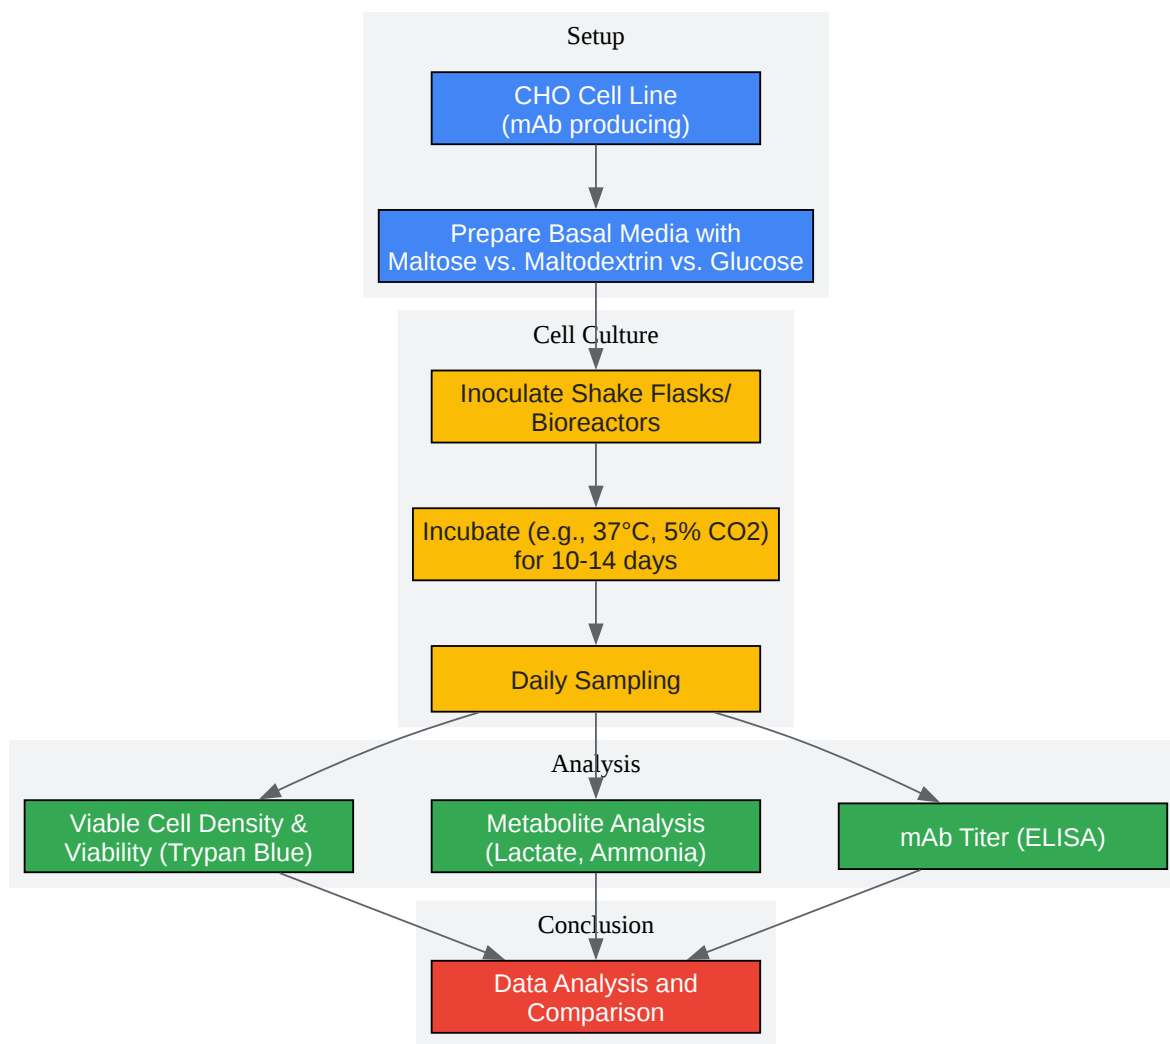 Setup
CHO Cell Line
(mAb producing)
Prepare Basal Media with
Maltose vs. Maltodextrin vs. Glucose
Cell Culture
Inoculate Shake Flasks/
Bioreactors
Incubate (e.g., 37°C, 5% CO2)
for 10-14 days
Daily Sampling
Analysis
Viable Cell Density &
Viability (Trypan Blue)
Metabolite Analysis
(Lactate, Ammonia)
mAb Titer (ELISA)
Conclusion
Data Analysis and
Comparison